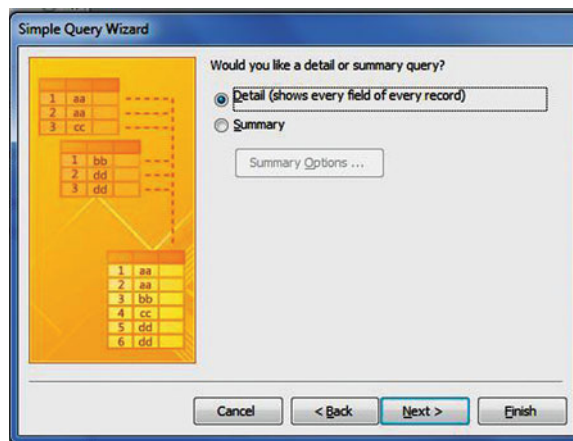 Simple Query Wizard
Would you like a detail or summary query?
Detail (shows every field of every record)
Summary
Summary Options ...
1 aa
2 aa
3 cc
1 bb
2 dd
3 dd
1 aa
2 aa
3 bb
4 cc
5 dd
6 dd
Cancel
< Back
Next >
Finish